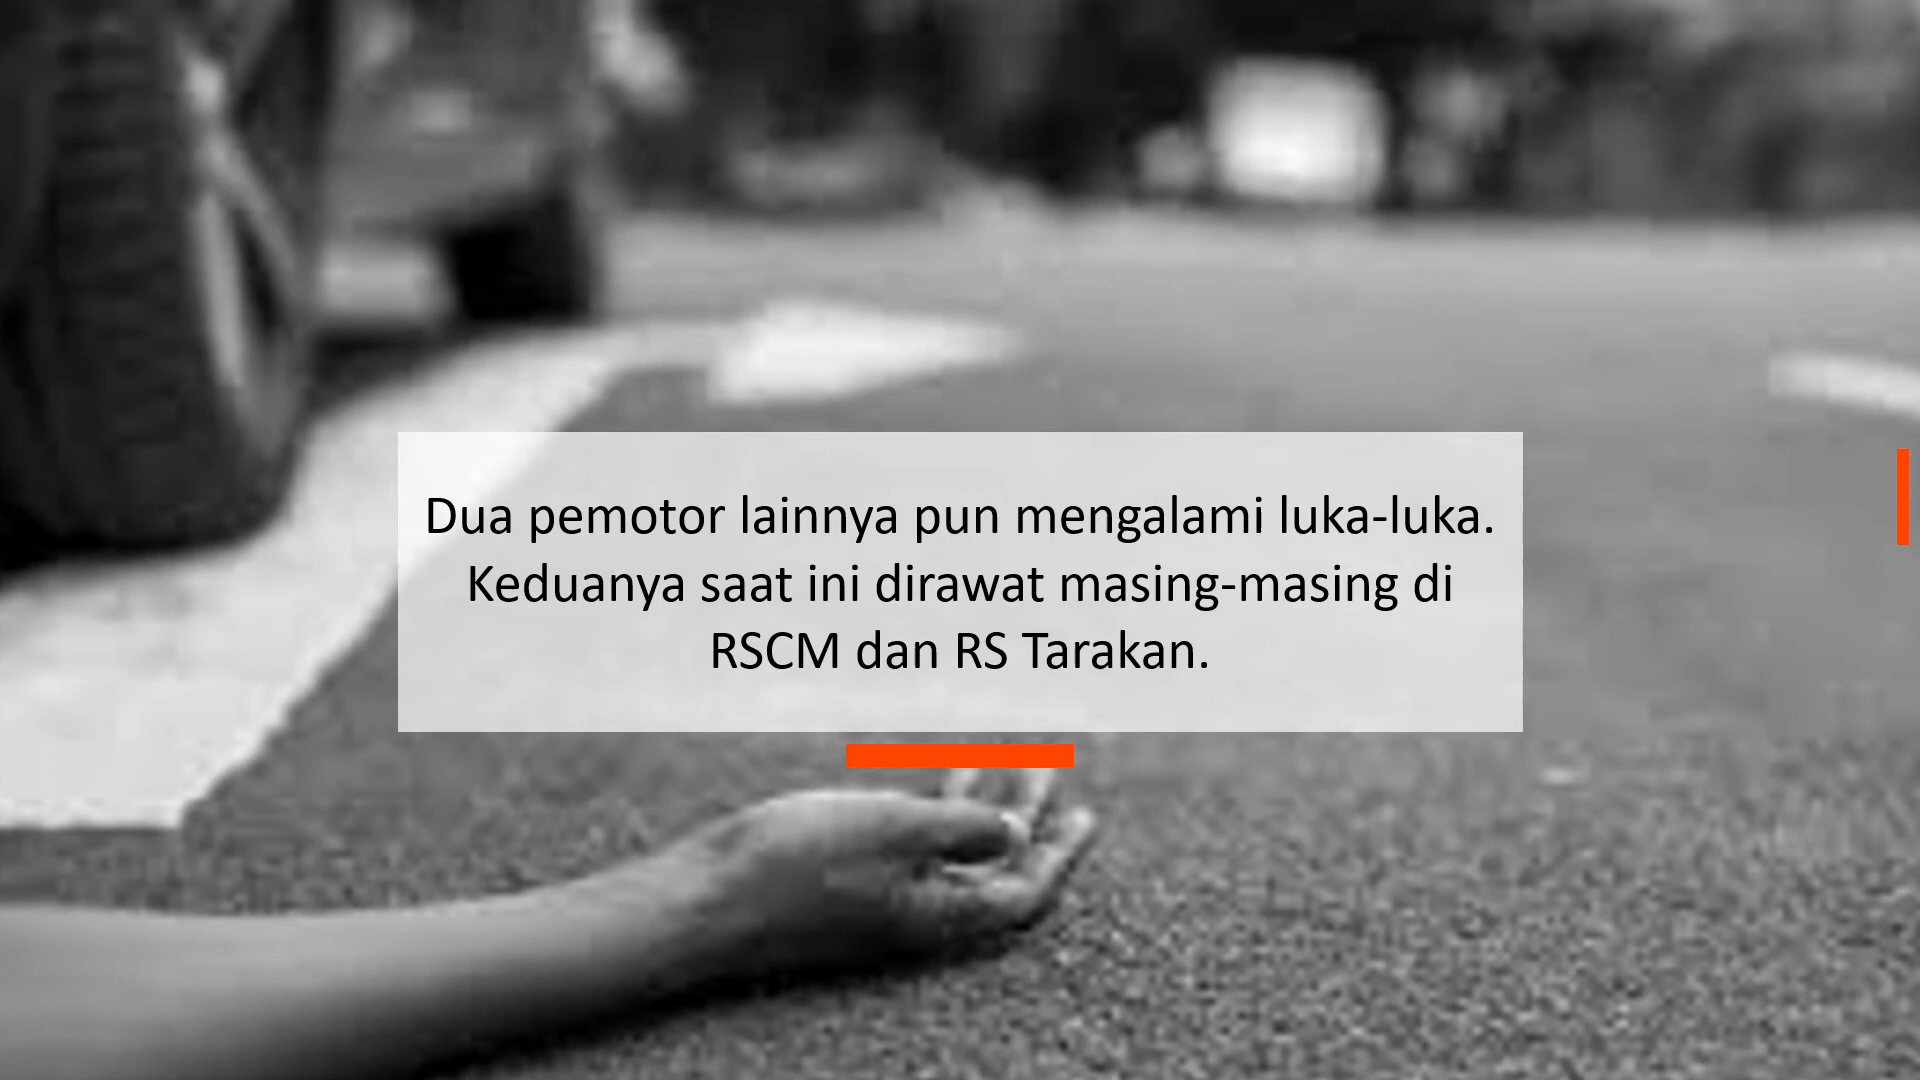 Dua pemotor lainnya pun mengalami luka-luka.
Keduanya saat ini dirawat masing-masing di
RSCM dan RS Tarakan.